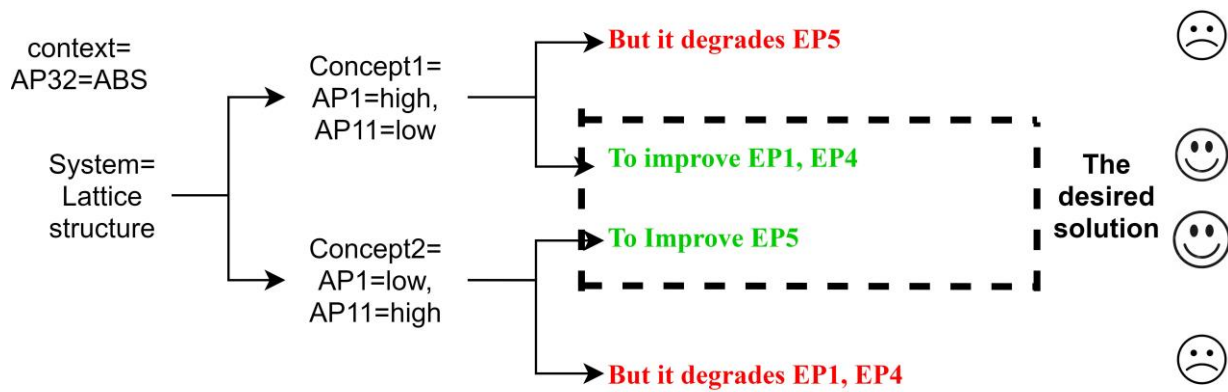 context=
AP32=ABS
System=
Lattice
structure
Concept1=
AP1=high,
AP11=low
Concept2=
AP1=low,
AP11=high
But it degrades EP5
To improve EP1, EP4
To Improve EP5
But it degrades EP1, EP4
The
desired
solution